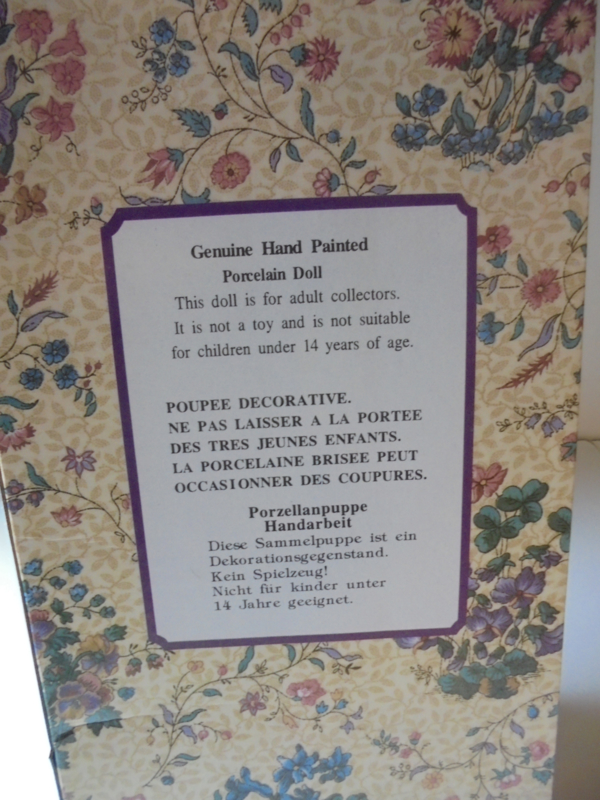 Genuine Hand Painted
Porcelain Doll
This doll is for adult collectors.
It is not a toy and is not suitable
for children under 14 years of age.
POUPEE DECORATIVE.
NE PAS LAISSER A LA PORTEE
DES TRES JEUNES ENFANTS.
LA PORCELAINE BRISEE PEUT
OCCASIONNER DES COUPURES.
Porzellanpuppe
Handarbeit
Diese Sammelpuppe ist ein
Dekorationsgegenstand.
Kein Spielzeug!
Nicht für kinder unter
14 Jahre geeignet.